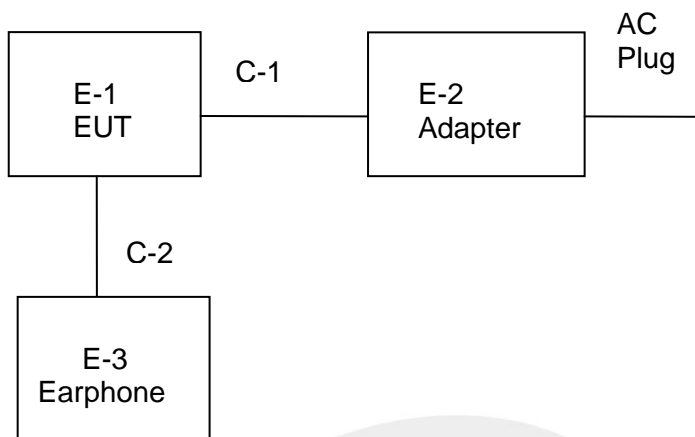 AC
Plug
C-1
E-1
EUT
E-2
Adapter
C-2
E-3
Earphone